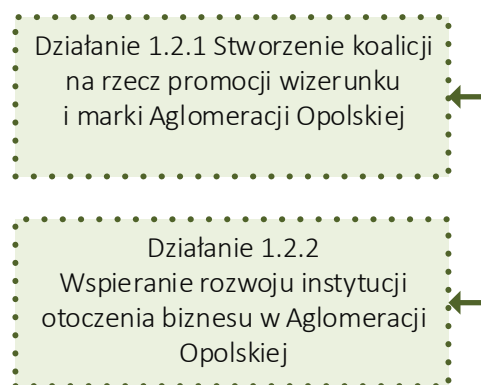 Działanie 1.2.1 Stworzenie koalicji
na rzecz promocji wizerunku
i marki Aglomeracji Opolskiej
Działanie 1.2.2
Wspieranie rozwoju instytucji
otoczenia biznesu w Aglomeracji
Opolskiej